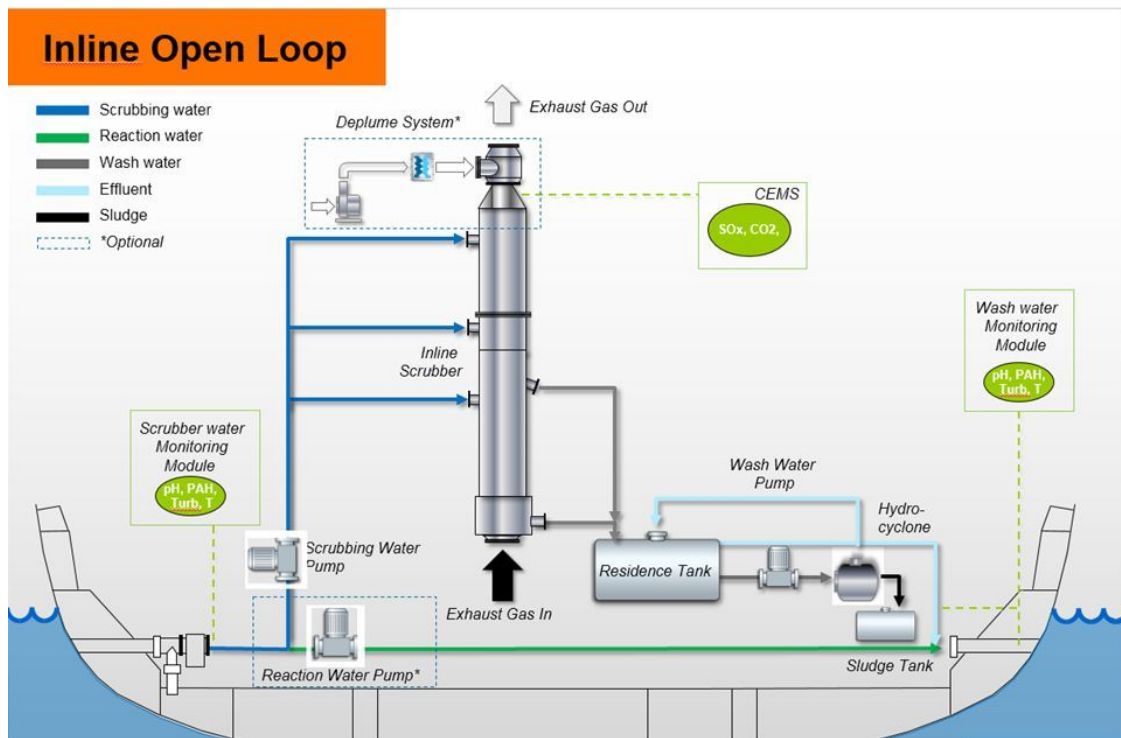 Inline Open Loop
Scrubbing water
Reaction water
Wash water
Effluent
Sludge
*Optional
Deplume System*
Exhaust Gas Out
CEMS
SOx, CO2,
Wash water
Monitoring
Module
pH, PAH,
Turb, T
Inline
Scrubber
Scrubber water
Monitoring
Module
pH, PAH,
Turb, T
Wash Water
Pump
Hydro-
cyclone
Scrubbing Water
Pump
Residence Tank
Exhaust Gas In
Sludge Tank
Reaction Water Pump*